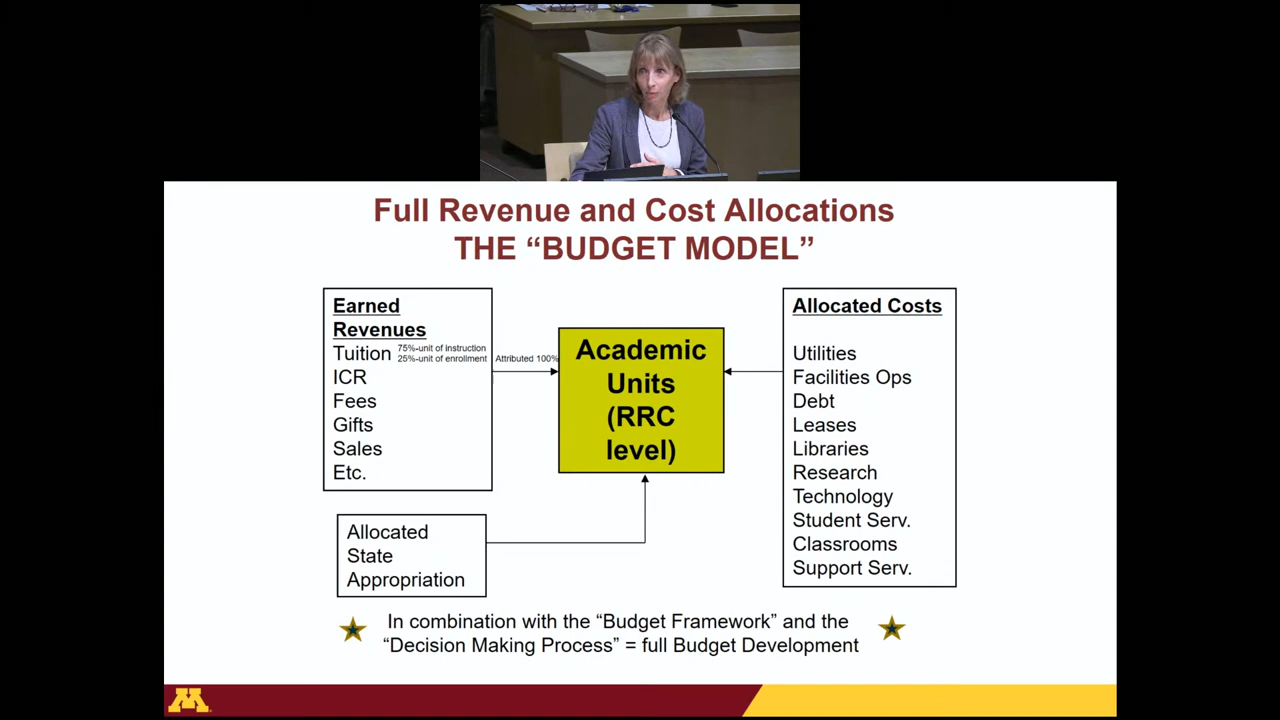 Full Revenue and Cost Allocations
THE “BUDGET MODEL”
Earned
Revenues
Tuition 75%-unit of instruction
25%-unit of enrollment
ICR
Fees
Gifts
Sales
Etc.
Attributed 100%
Allocated
State
Appropriation
Academic
Units
(RRC
level)
Allocated Costs
Utilities
Facilities Ops
Debt
Leases
Libraries
Research
Technology
Student Serv.
Classrooms
Support Serv.
In combination with the “Budget Framework” and the
“Decision Making Process” = full Budget Development
M